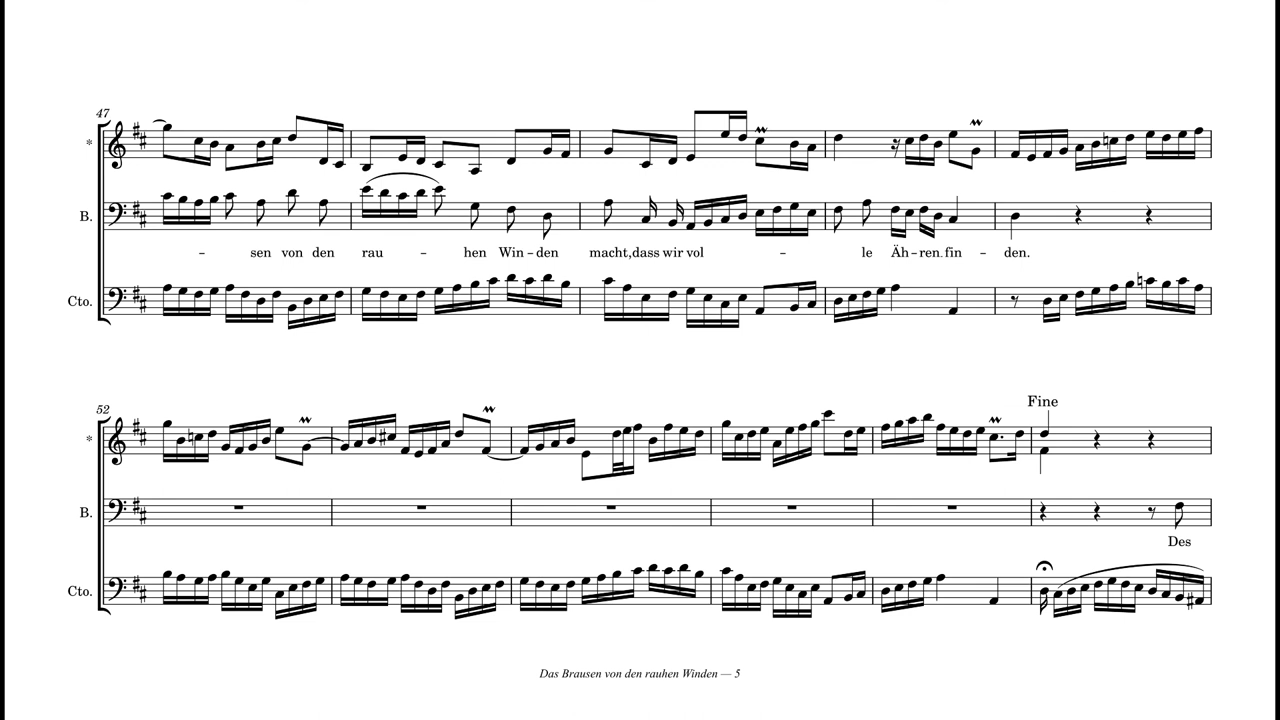 47
*
B.
- sen von den rau - hen Win - den macht, dass wir vol - le Äh - ren fin - den.
Cto.
52
Fine
*
B.
Des
Cto.
Das Brausen von den rauhen Winden — 5